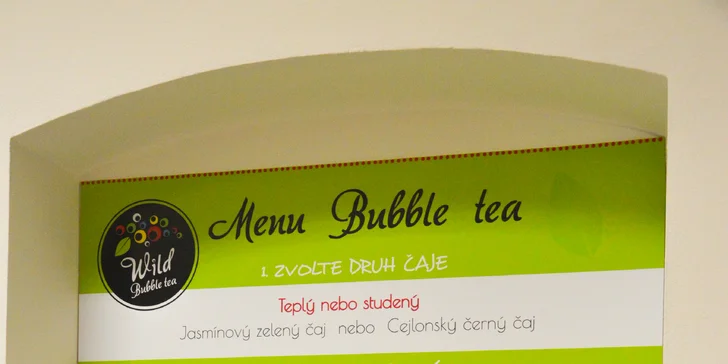 Menu Bubble tea
Wild
Bubble tea
1. ZVOLTE DRUH ČAJE
Teplý nebo studený
Jasmínový zelený čaj nebo Cejlonský černý čaj